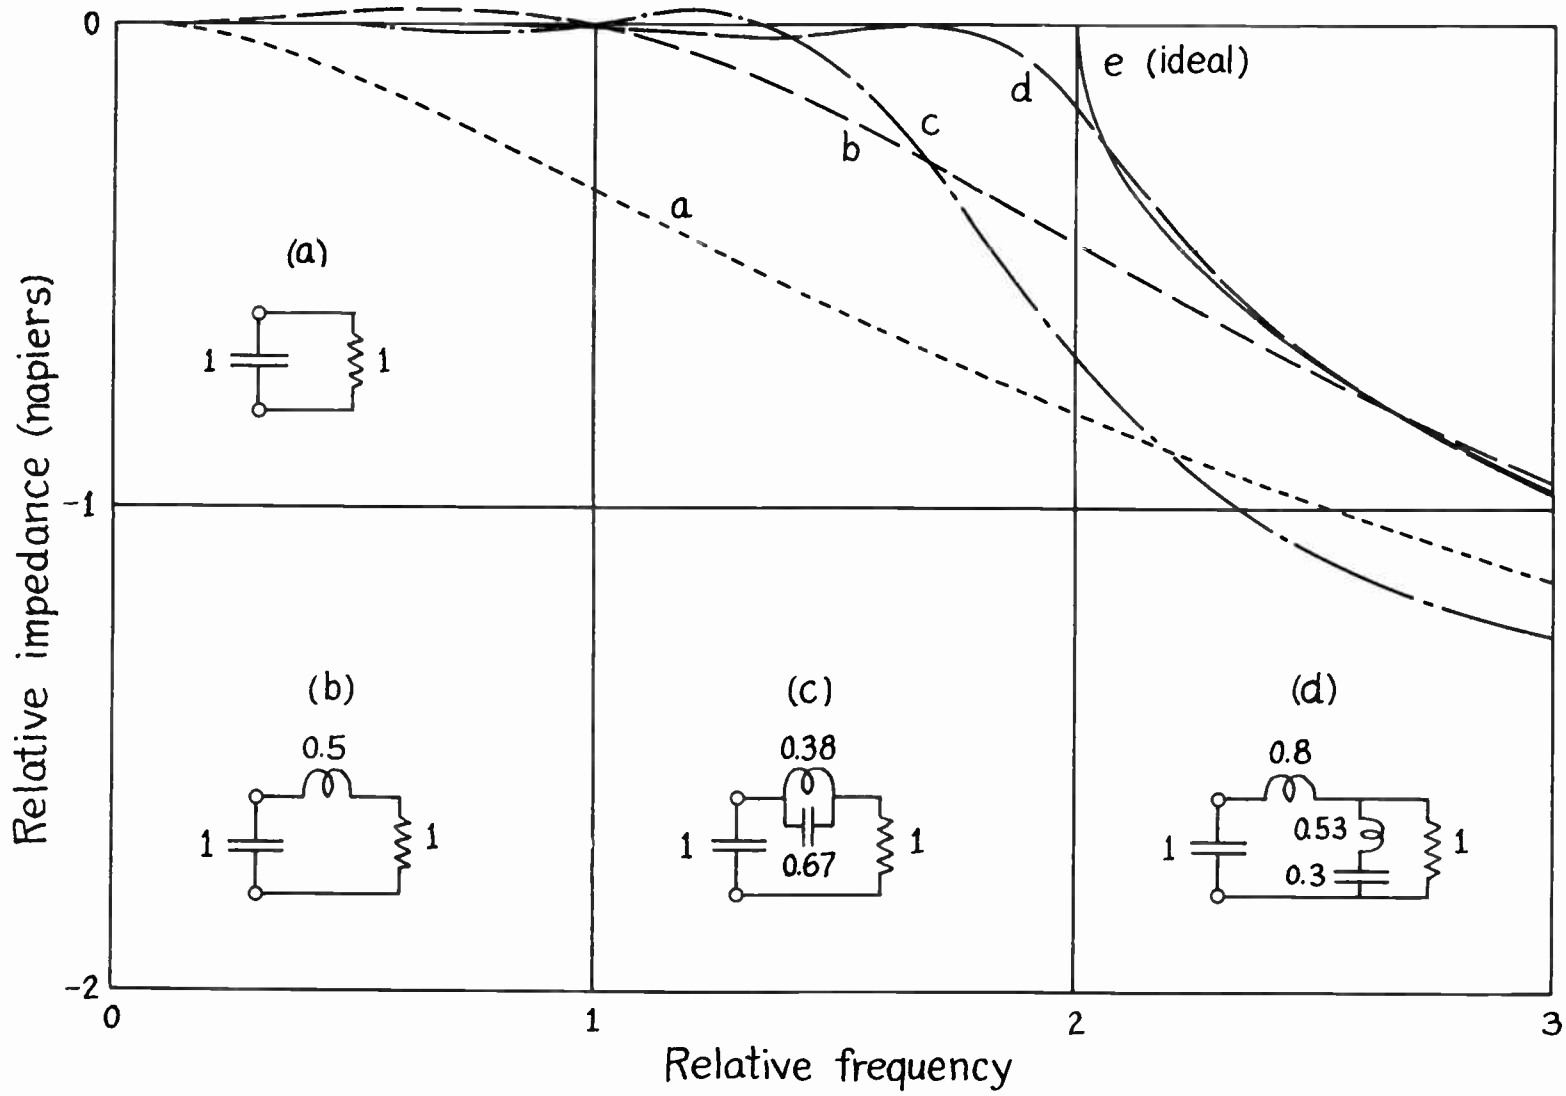 0
e (ideal)
d
c
b
a
(a)
1
1
Relative impedance (napiers)
-1
(b)
(c)
(d)
0.5
0.38
0.8
1
1
1
0.67
1
1
0.53
0.3
1
-2
0
1
2
3
Relative frequency